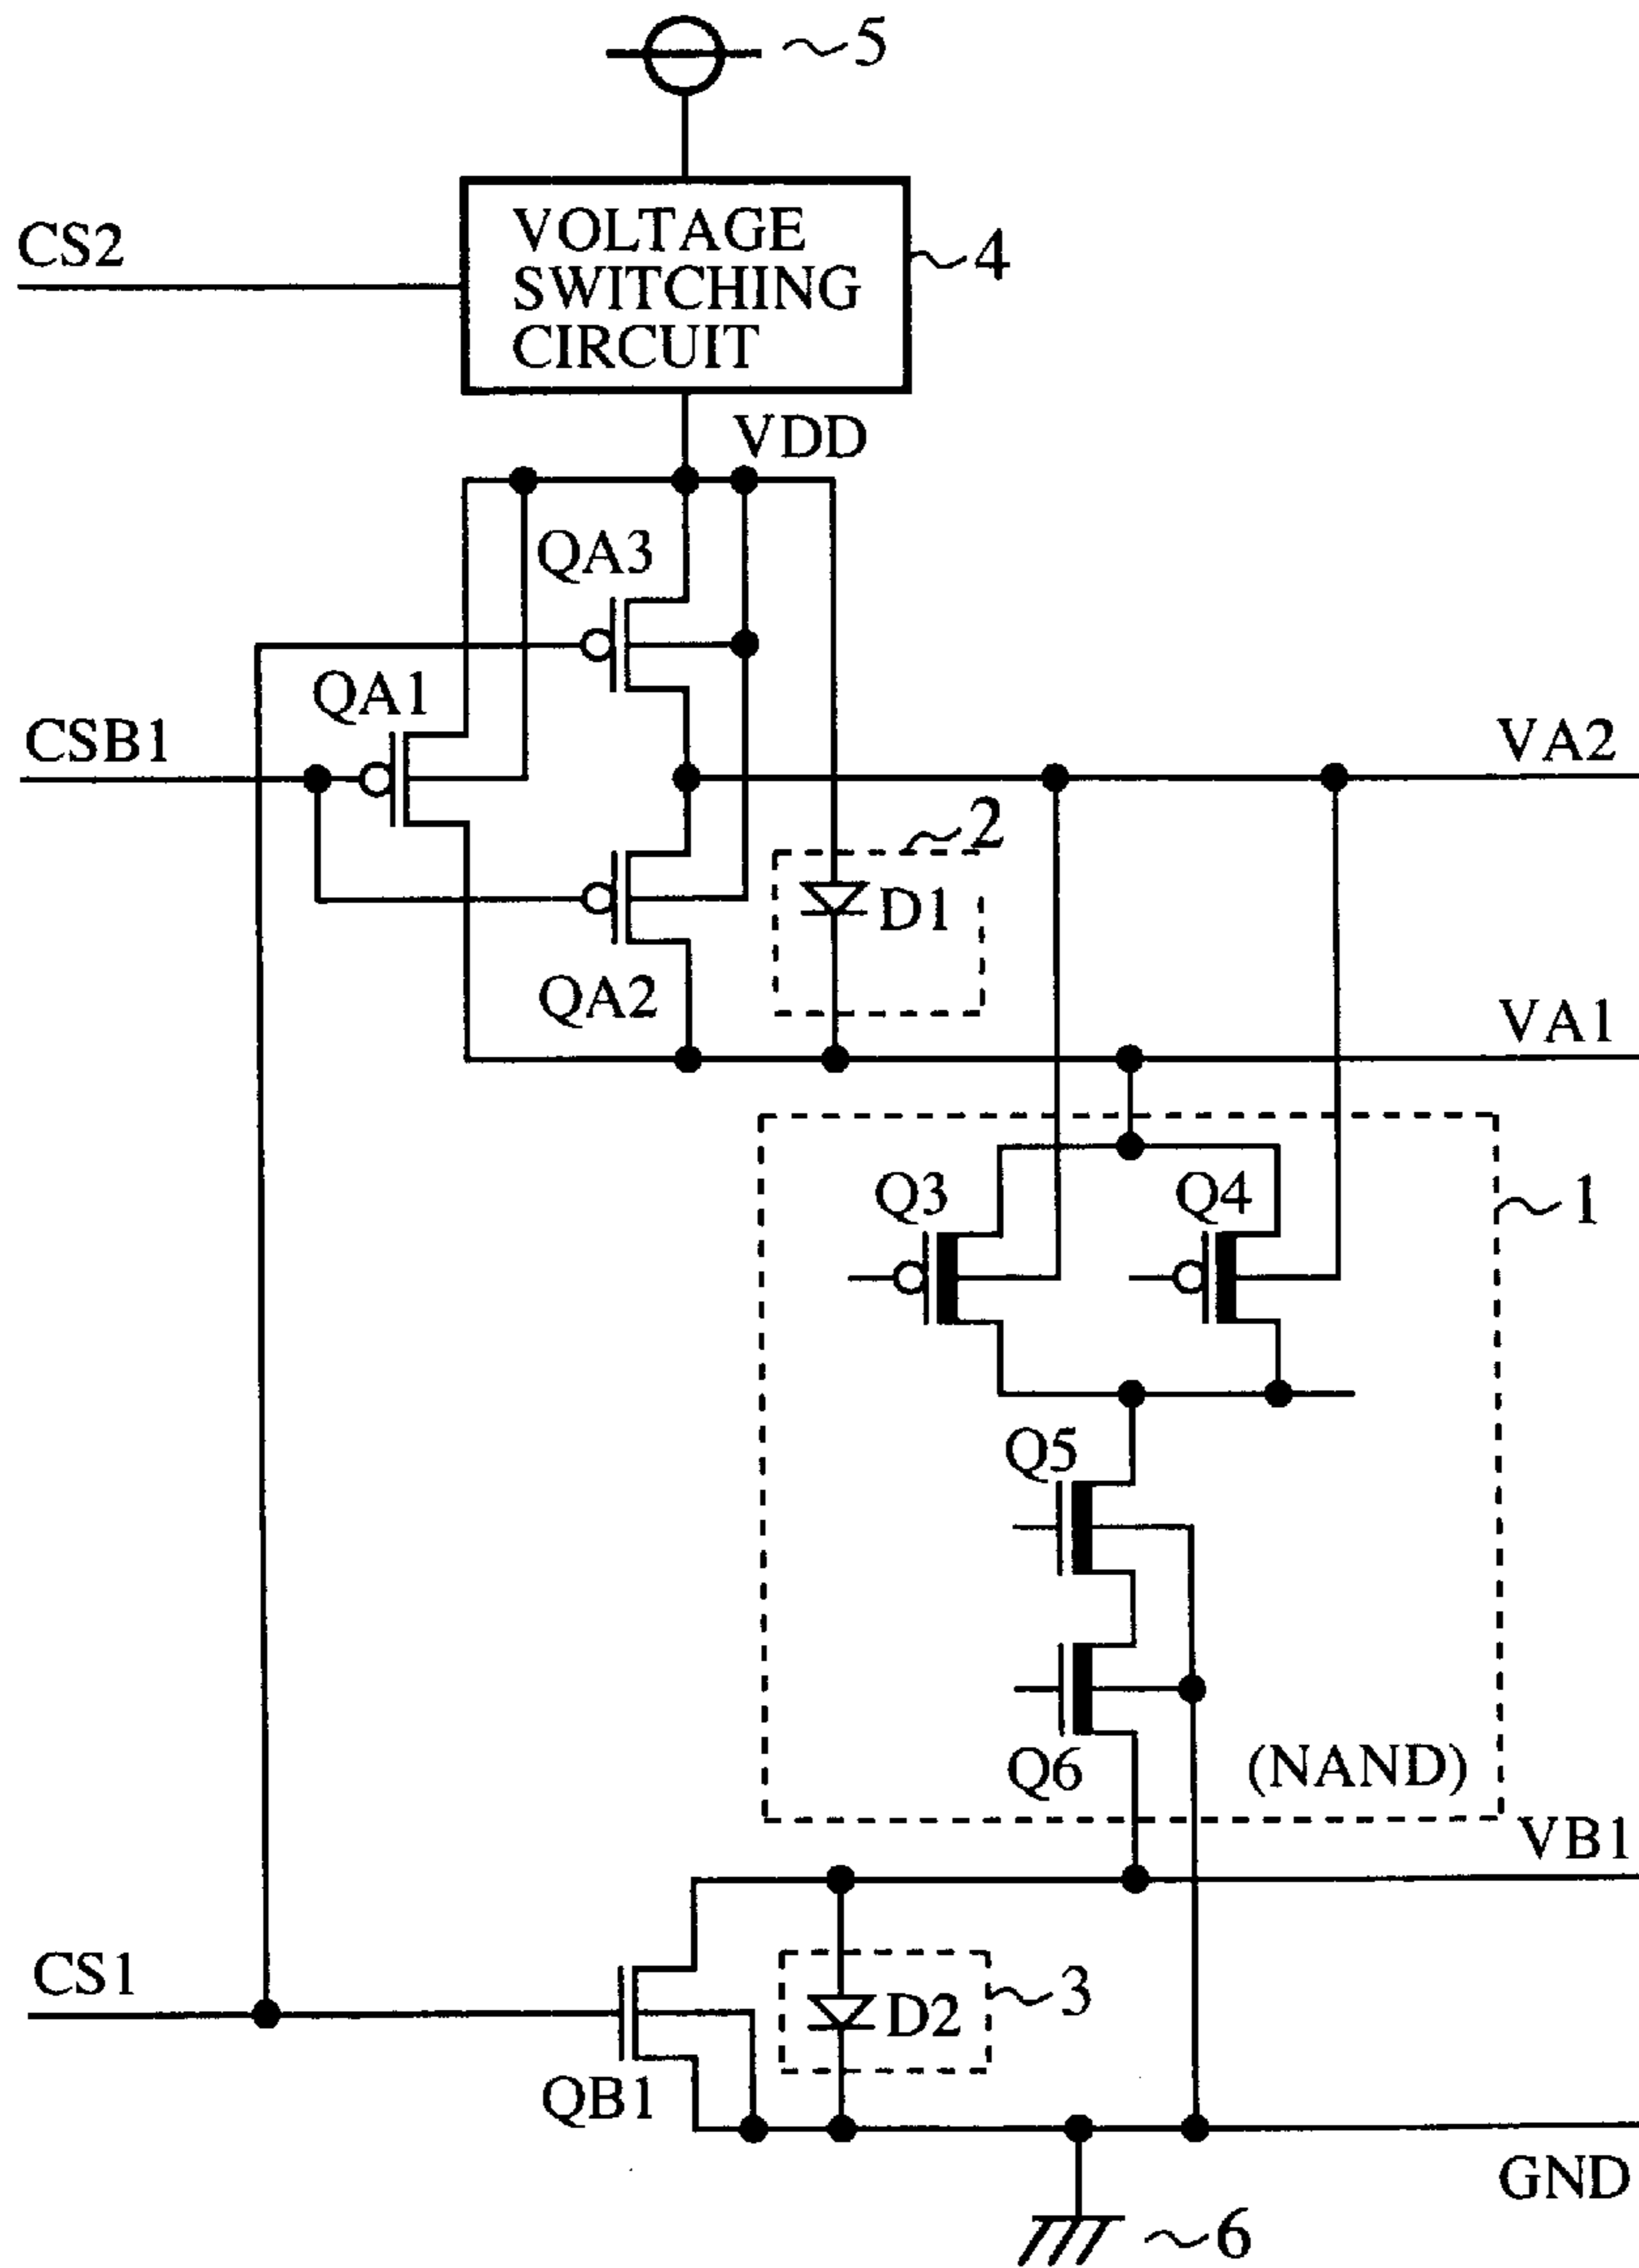 5
VOLTAGE
SWITCHING
CIRCUIT
CS2
4
VDD
QA3
QA1
CSB1
VA2
2
D1
QA2
VA1
Q3
Q4
1
Q5
Q6
(NAND)
VB1
CS1
D2
3
QB1
GND
6